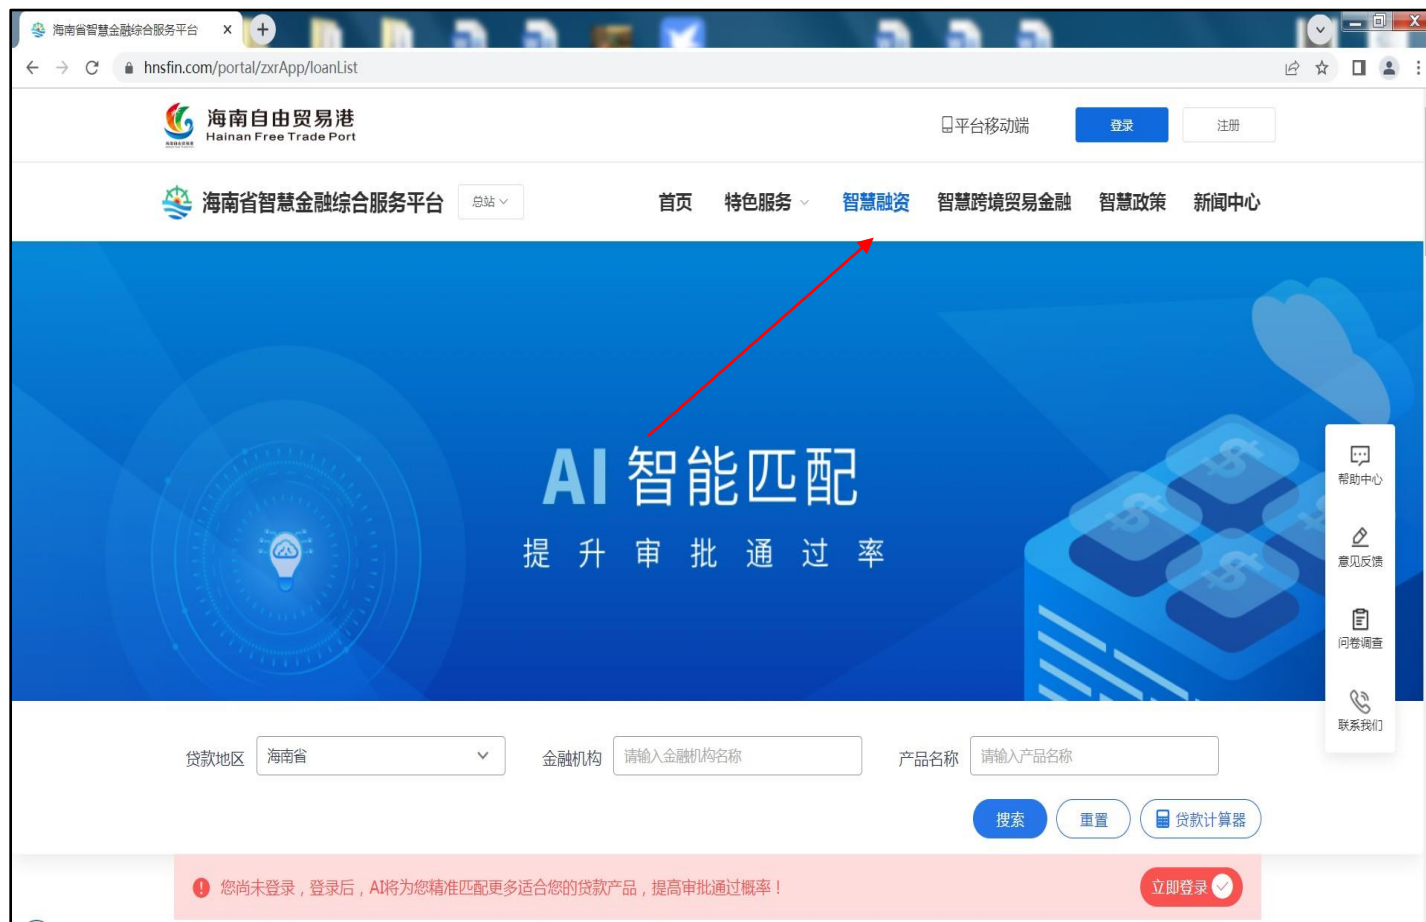 海南省智慧金融综合服务平台
hnsfin.com/portal/zxrApp/loanList
海南自由贸易港
Hainan Free Trade Port
平台移动端 登录 注册
海南省智慧金融综合服务平台 总站 首页 特色服务 智慧融资 智慧跨境贸易金融 智慧政策 新闻中心
AI 智能匹配
提升审批通过率
帮助中心
意见反馈
问卷调查
联系我们
贷款地区 海南省 金融机构 请输入金融机构名称 产品名称 请输入产品名称
搜索 重置 贷款计算器
您尚未登录，登录后，AI将为您精准匹配更多适合您的贷款产品，提高审批通过概率！ 立即登录